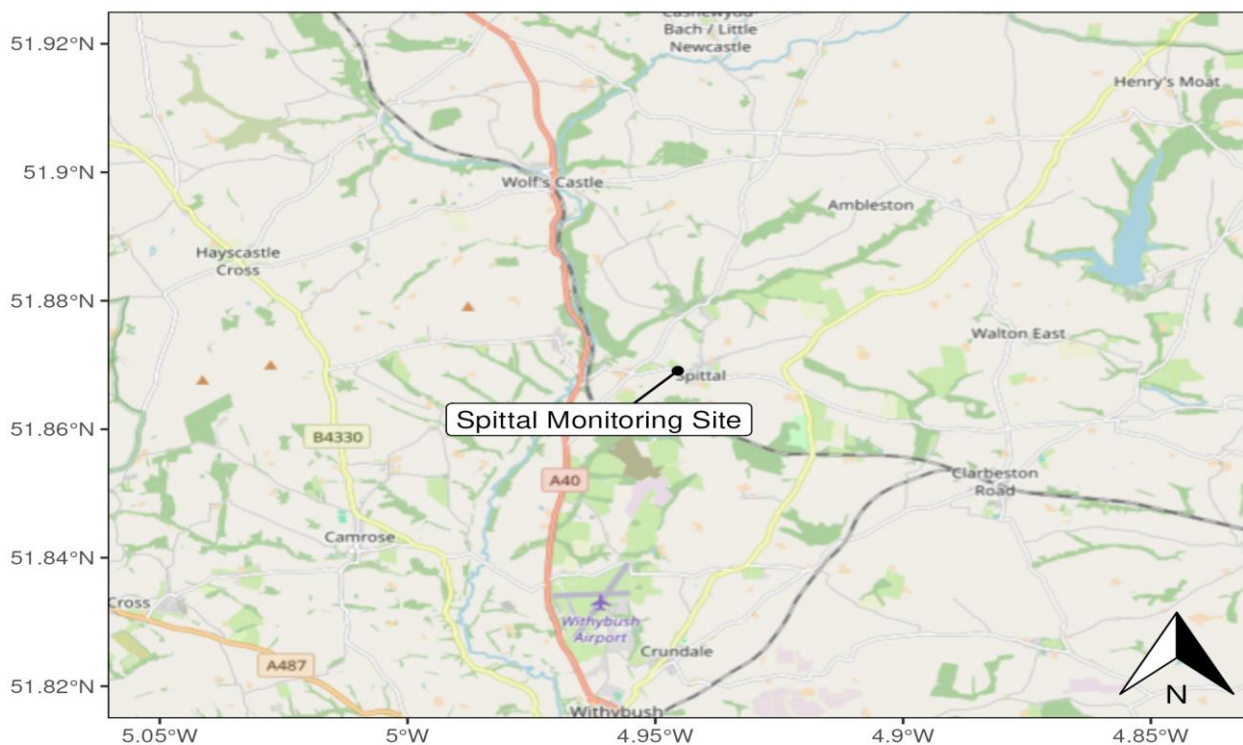 51.92°N
Bach / Little
Newcastle
Henry's Moat
51.9°N
Wolf's Castle
Ambleston
Hayscastle
Cross
51.88°N
Walton East
Spittal
Spittal Monitoring Site
51.86°N
B4330
A40
Clarbeston
Road
Camrose
51.84°N
Cross
Withybush
Airport
Crundale
A487
51.82°N
Withybush
N
5.05°W
5°W
4.95°W
4.9°W
4.85°W